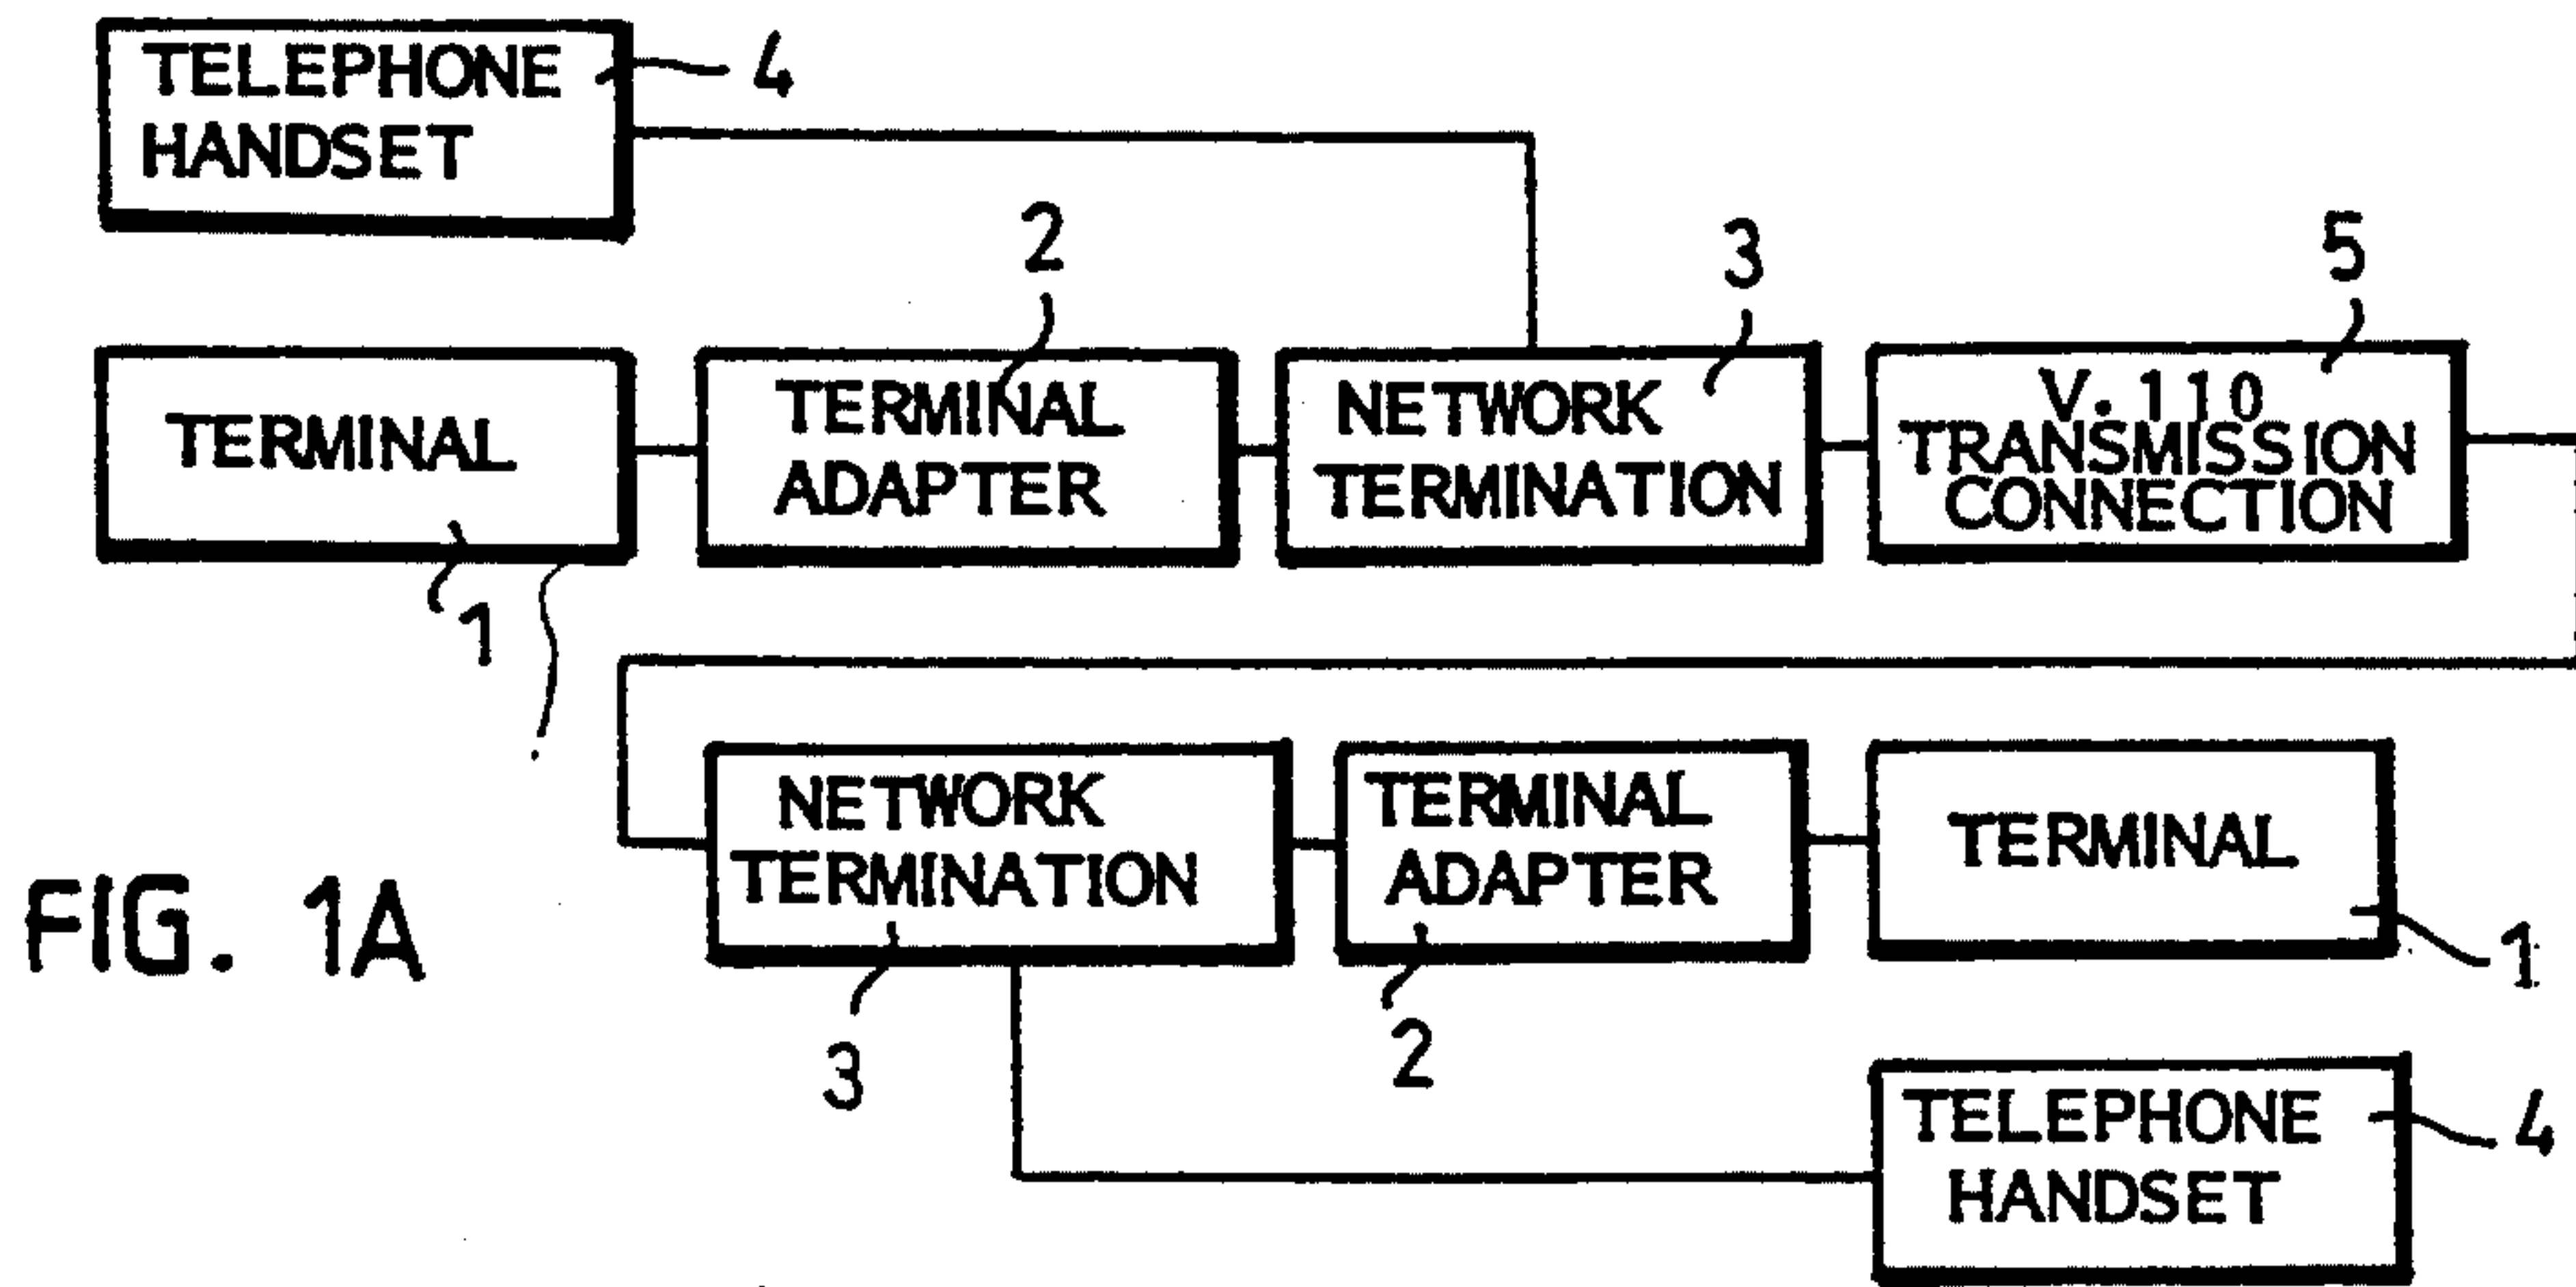 TELEPHONE
HANDSET
4
2
3
5
TERMINAL
1
TERMINAL
ADAPTER
NETWORK
TERMINATION
V.110
TRANSMISSION
CONNECTION
NETWORK
TERMINATION
3
TERMINAL
ADAPTER
2
TERMINAL
1
FIG. 1A
TELEPHONE
HANDSET
4